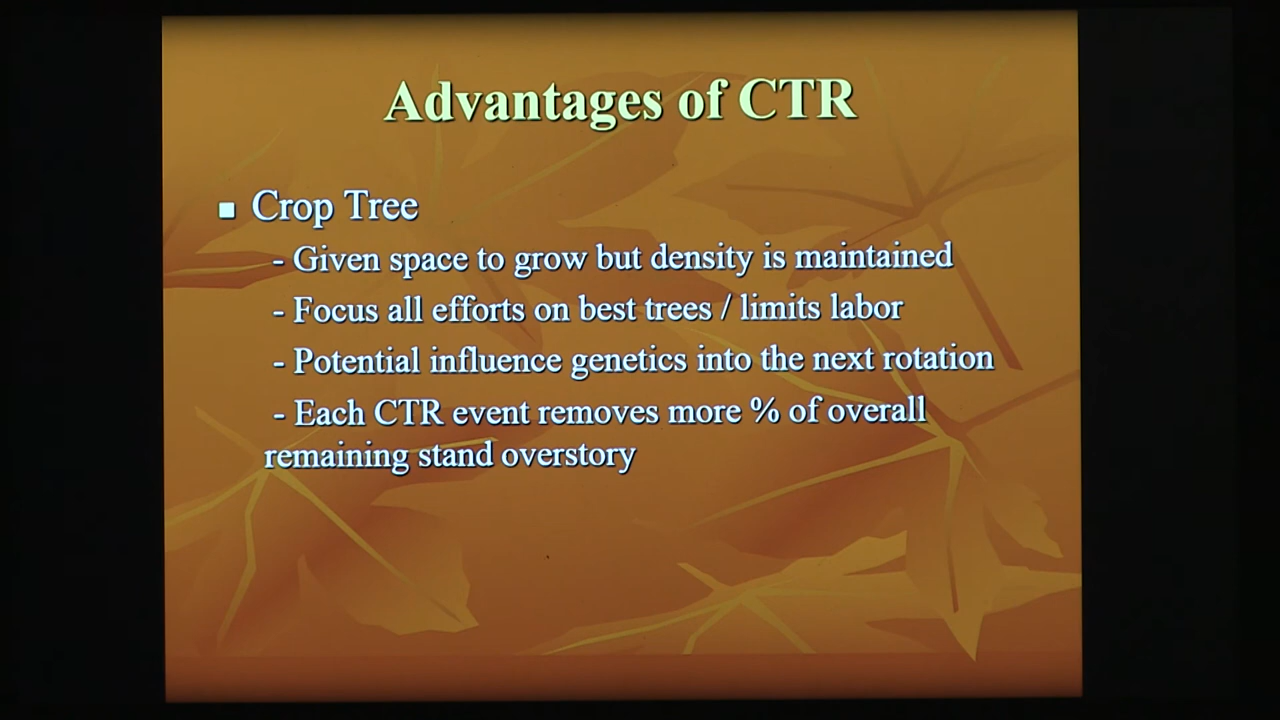 Advantages of CTR
Crop Tree
- Given space to grow but density is maintained
- Focus all efforts on best trees / limits labor
- Potential influence genetics into the next rotation
- Each CTR event removes more % of overall
remaining stand overstory